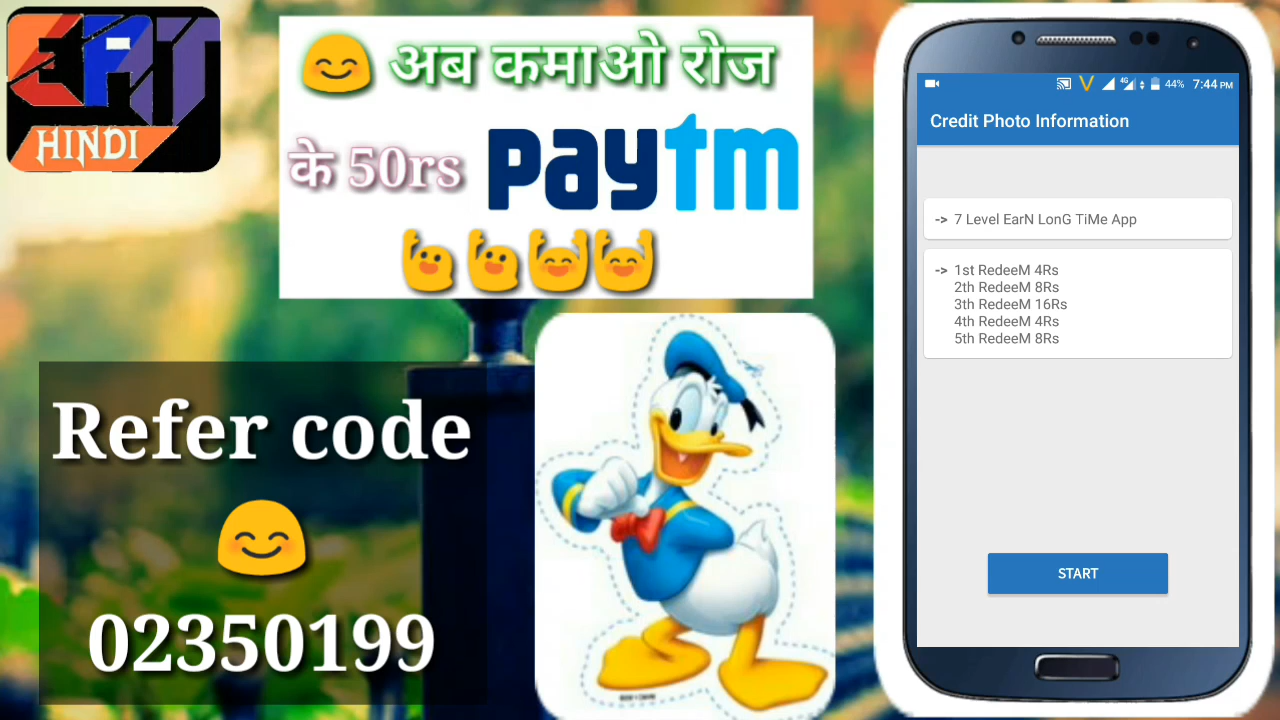 EAT
HINDI
😊 अब कमाओ रोज
के 50rs paytm
Refer code
😊
02350199
4G 44% 7:44 PM
Credit Photo Information
-> 7 Level EarN LonG TiMe App
-> 1st RedeeM 4Rs
2th RedeeM 8Rs
3th RedeeM 16Rs
4th RedeeM 4Rs
5th RedeeM 8Rs
START